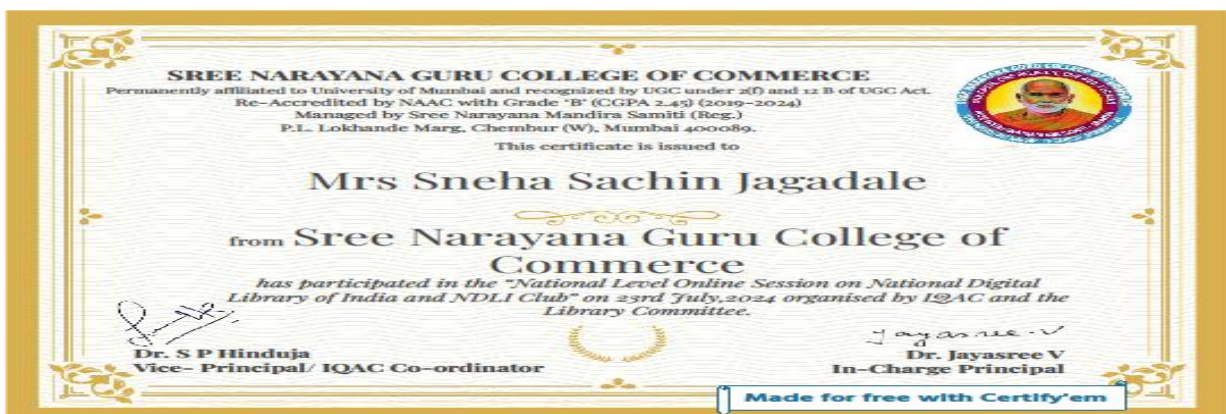 SREE NARAYANA GURU COLLEGE OF COMMERCE
Permanently affiliated to University of Mumbai and recognized by UGC under 2(f) and 12 B of UGC Act.
Re-Accredited by NAAC with Grade 'B' (CGPA 2.45) (2019-2024)
Managed by Sree Narayana Mandira Samiti (Reg.)
P.L. Lokhande Marg, Chembur (W), Mumbai 400089.
This certificate is issued to
Mrs Sneha Sachin Jagadale
from Sree Narayana Guru College of
Commerce
has participated in the "National Level Online Session on National Digital
Library of India and NDLI Club" on 23rd July,2024 organised by IQAC and the
Library Committee.
Jayasree.V
Dr. S P Hinduja
Vice- Principal/ IQAC Co-ordinator
Dr. Jayasree V
In-Charge Principal
Made for free with Certify'em